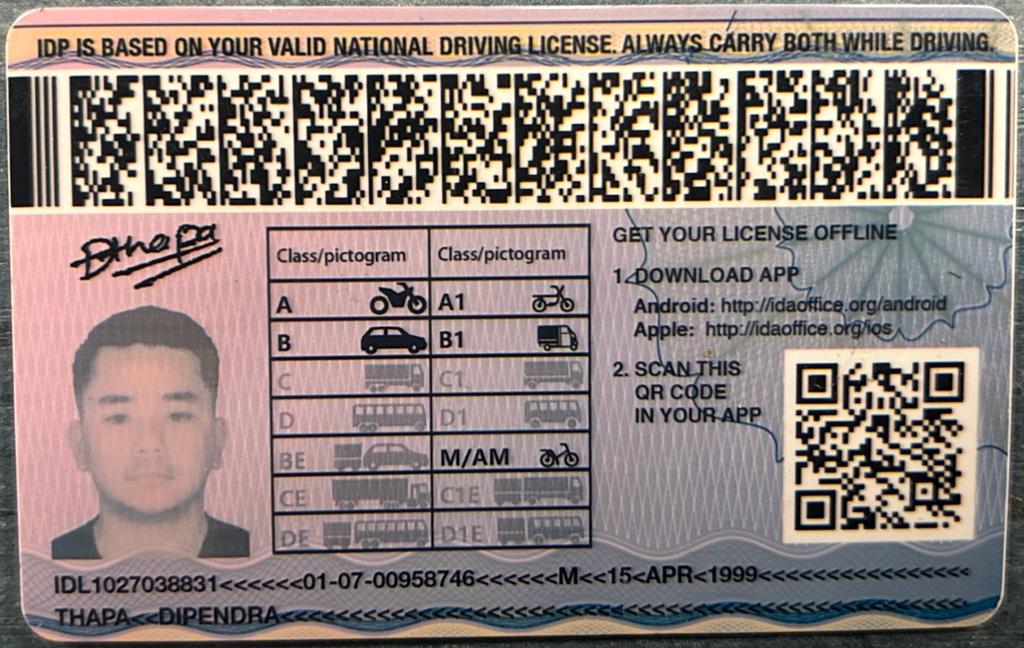 IDP IS BASED ON YOUR VALID NATIONAL DRIVING LICENSE. ALWAYS CARRY BOTH WHILE DRIVING.
Dthapa
Class/pictogram Class/pictogram
A A1
B B1
C C1
D D1
BE M/AM
CE C1E
DE D1E
GET YOUR LICENSE OFFLINE
1. DOWNLOAD APP
Android: http://idaoffice.org/android
Apple: http://idaoffice.org/ios
2. SCAN THIS
QR CODE
IN YOUR APP
IDL1027038831<<<<<<01-07-00958746<<<<<<M<<15<APR<1999<<<<<<<<<<<<<<<<<
THAPA<<DIPENDRA<<<<<<<<<<<<<<<<<<<<<<<<<<<<<<<<<<<<<<<<<<<<<<<<<<<<<